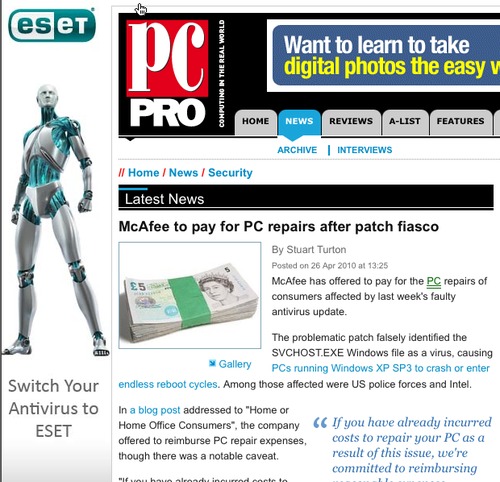 eseT
PC
PRO
COMPUTING IN THE REAL WORLD
Want to learn to take
digital photos the easy
HOME
NEWS
REVIEWS
A-LIST
FEATURES
ARCHIVE | INTERVIEWS
// Home / News / Security
Latest News
McAfee to pay for PC repairs after patch fiasco
£5
5
Gallery
By Stuart Turton
Posted on 26 Apr 2010 at 13:25
McAfee has offered to pay for the PC repairs of
consumers affected by last week's faulty
antivirus update.
The problematic patch falsely identified the
SVCHOST.EXE Windows file as a virus, causing
PCs running Windows XP SP3 to crash or enter
endless reboot cycles. Among those affected were US police forces and Intel.
In a blog post addressed to "Home or
Home Office Consumers", the company
offered to reimburse PC repair expenses,
though there was a notable caveat.
"If you have already incurred costs to
“ If you have already incurred
costs to repair your PC as a
result of this issue, we're
committed to reimbursing
reasonable expenses
Switch Your
Antivirus to
ESET